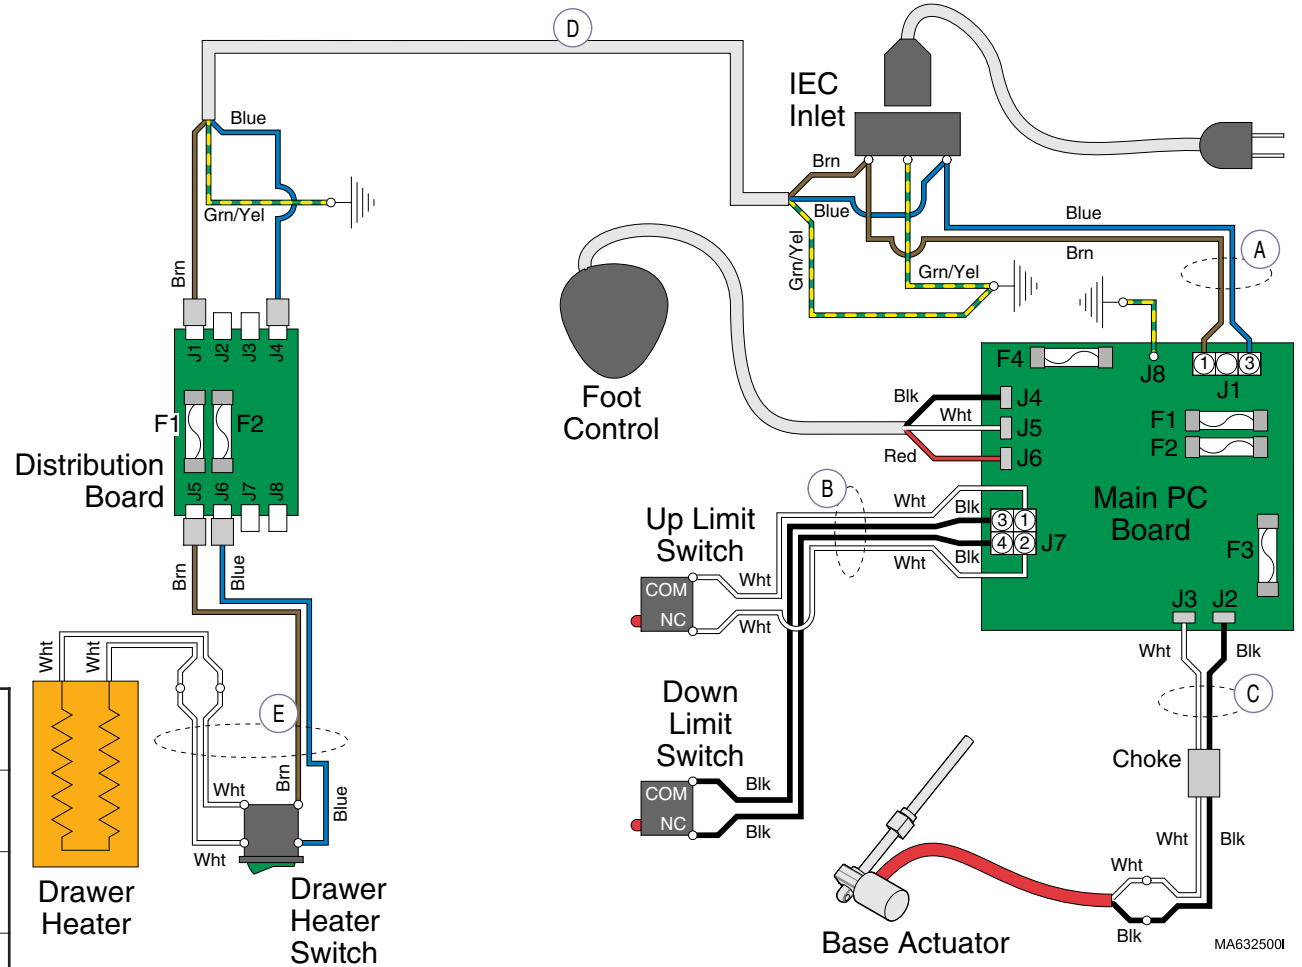 D
IEC
Inlet
Blue
Brn
Grn/Yel
Blue
Grn/Yel
Blue
Brn
A
Grn/Yel
Brn
J1
J2
J3
J4
F1
F2
Distribution
Board
J5
J6
J7
J8
Brn
Blue
Foot
Control
Blk
Wht
Red
F4
J8
1
3
J1
J4
J5
J6
F1
F2
Main PC
Board
F3
B
Wht
Blk
3
1
4
2
J7
Blk
Wht
Up Limit
Switch
COM
NC
Wht
Wht
J3
J2
Wht
Blk
C
Down
Limit
Switch
COM
NC
Blk
Blk
Choke
Wht
Blk
Wht
Blk
Base Actuator
Wht
Wht
E
Wht
Brn
Blue
Wht
Drawer
Heater
Drawer
Heater
Switch
MA632500I